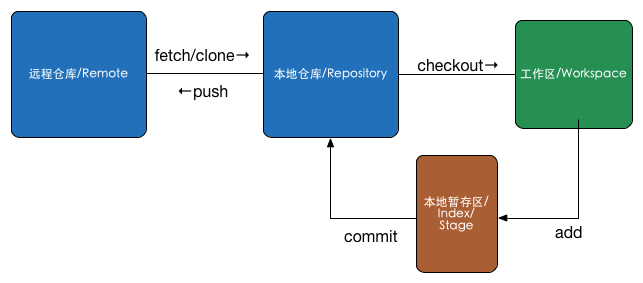 远程仓库/Remote
fetch/clone→
←push
本地仓库/Repository
checkout→
工作区/Workspace
本地暂存区/
Index/
Stage
commit
add